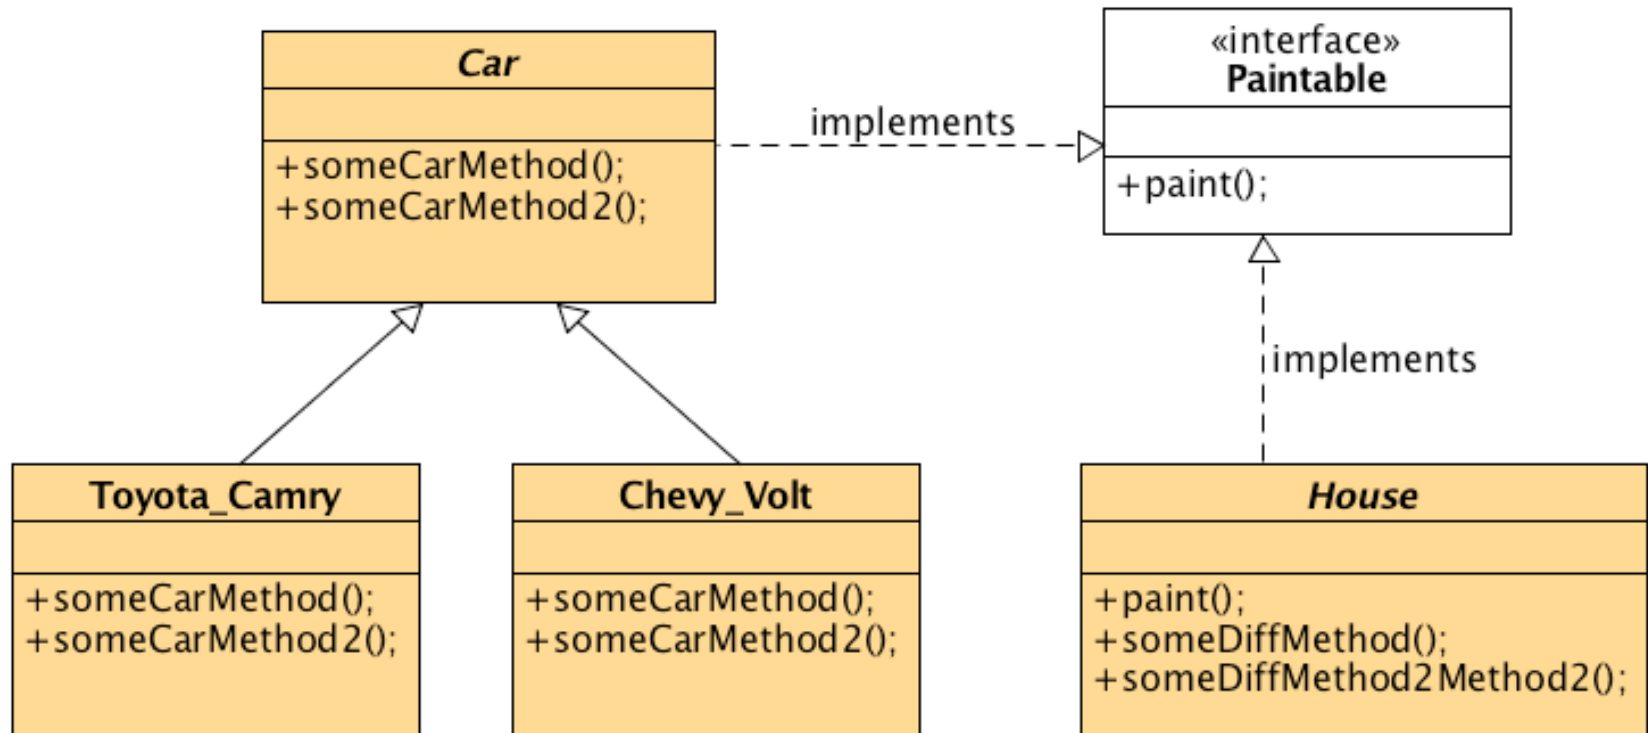 Car
+someCarMethod();
+someCarMethod2();
implements
«interface»
Paintable
+paint();
implements
Toyota_Camry
+someCarMethod();
+someCarMethod2();
Chevy_Volt
+someCarMethod();
+someCarMethod2();
House
+paint();
+someDiffMethod();
+someDiffMethod2Method2();